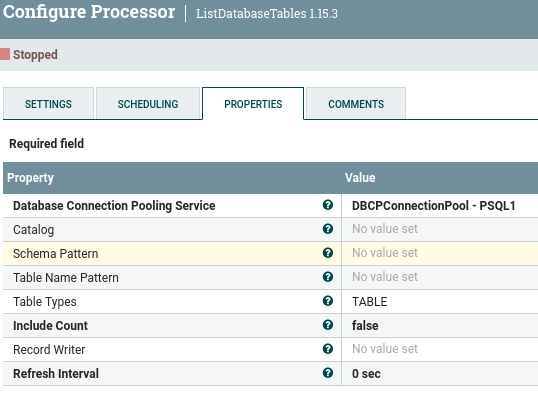 Configure Processor | ListDatabaseTables 1.15.3
Stopped
SETTINGS SCHEDULING PROPERTIES COMMENTS
Required field
Property Value
Database Connection Pooling Service ? DBCPConnectionPool - PSQL1
Catalog ? No value set
Schema Pattern ? No value set
Table Name Pattern ? No value set
Table Types ? TABLE
Include Count ? false
Record Writer ? No value set
Refresh Interval ? 0 sec